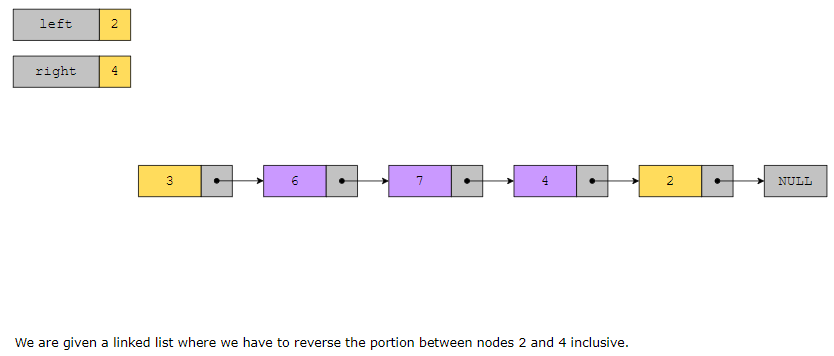 left 2
right 4
3 6 7 4 2 NULL
We are given a linked list where we have to reverse the portion between nodes 2 and 4 inclusive.